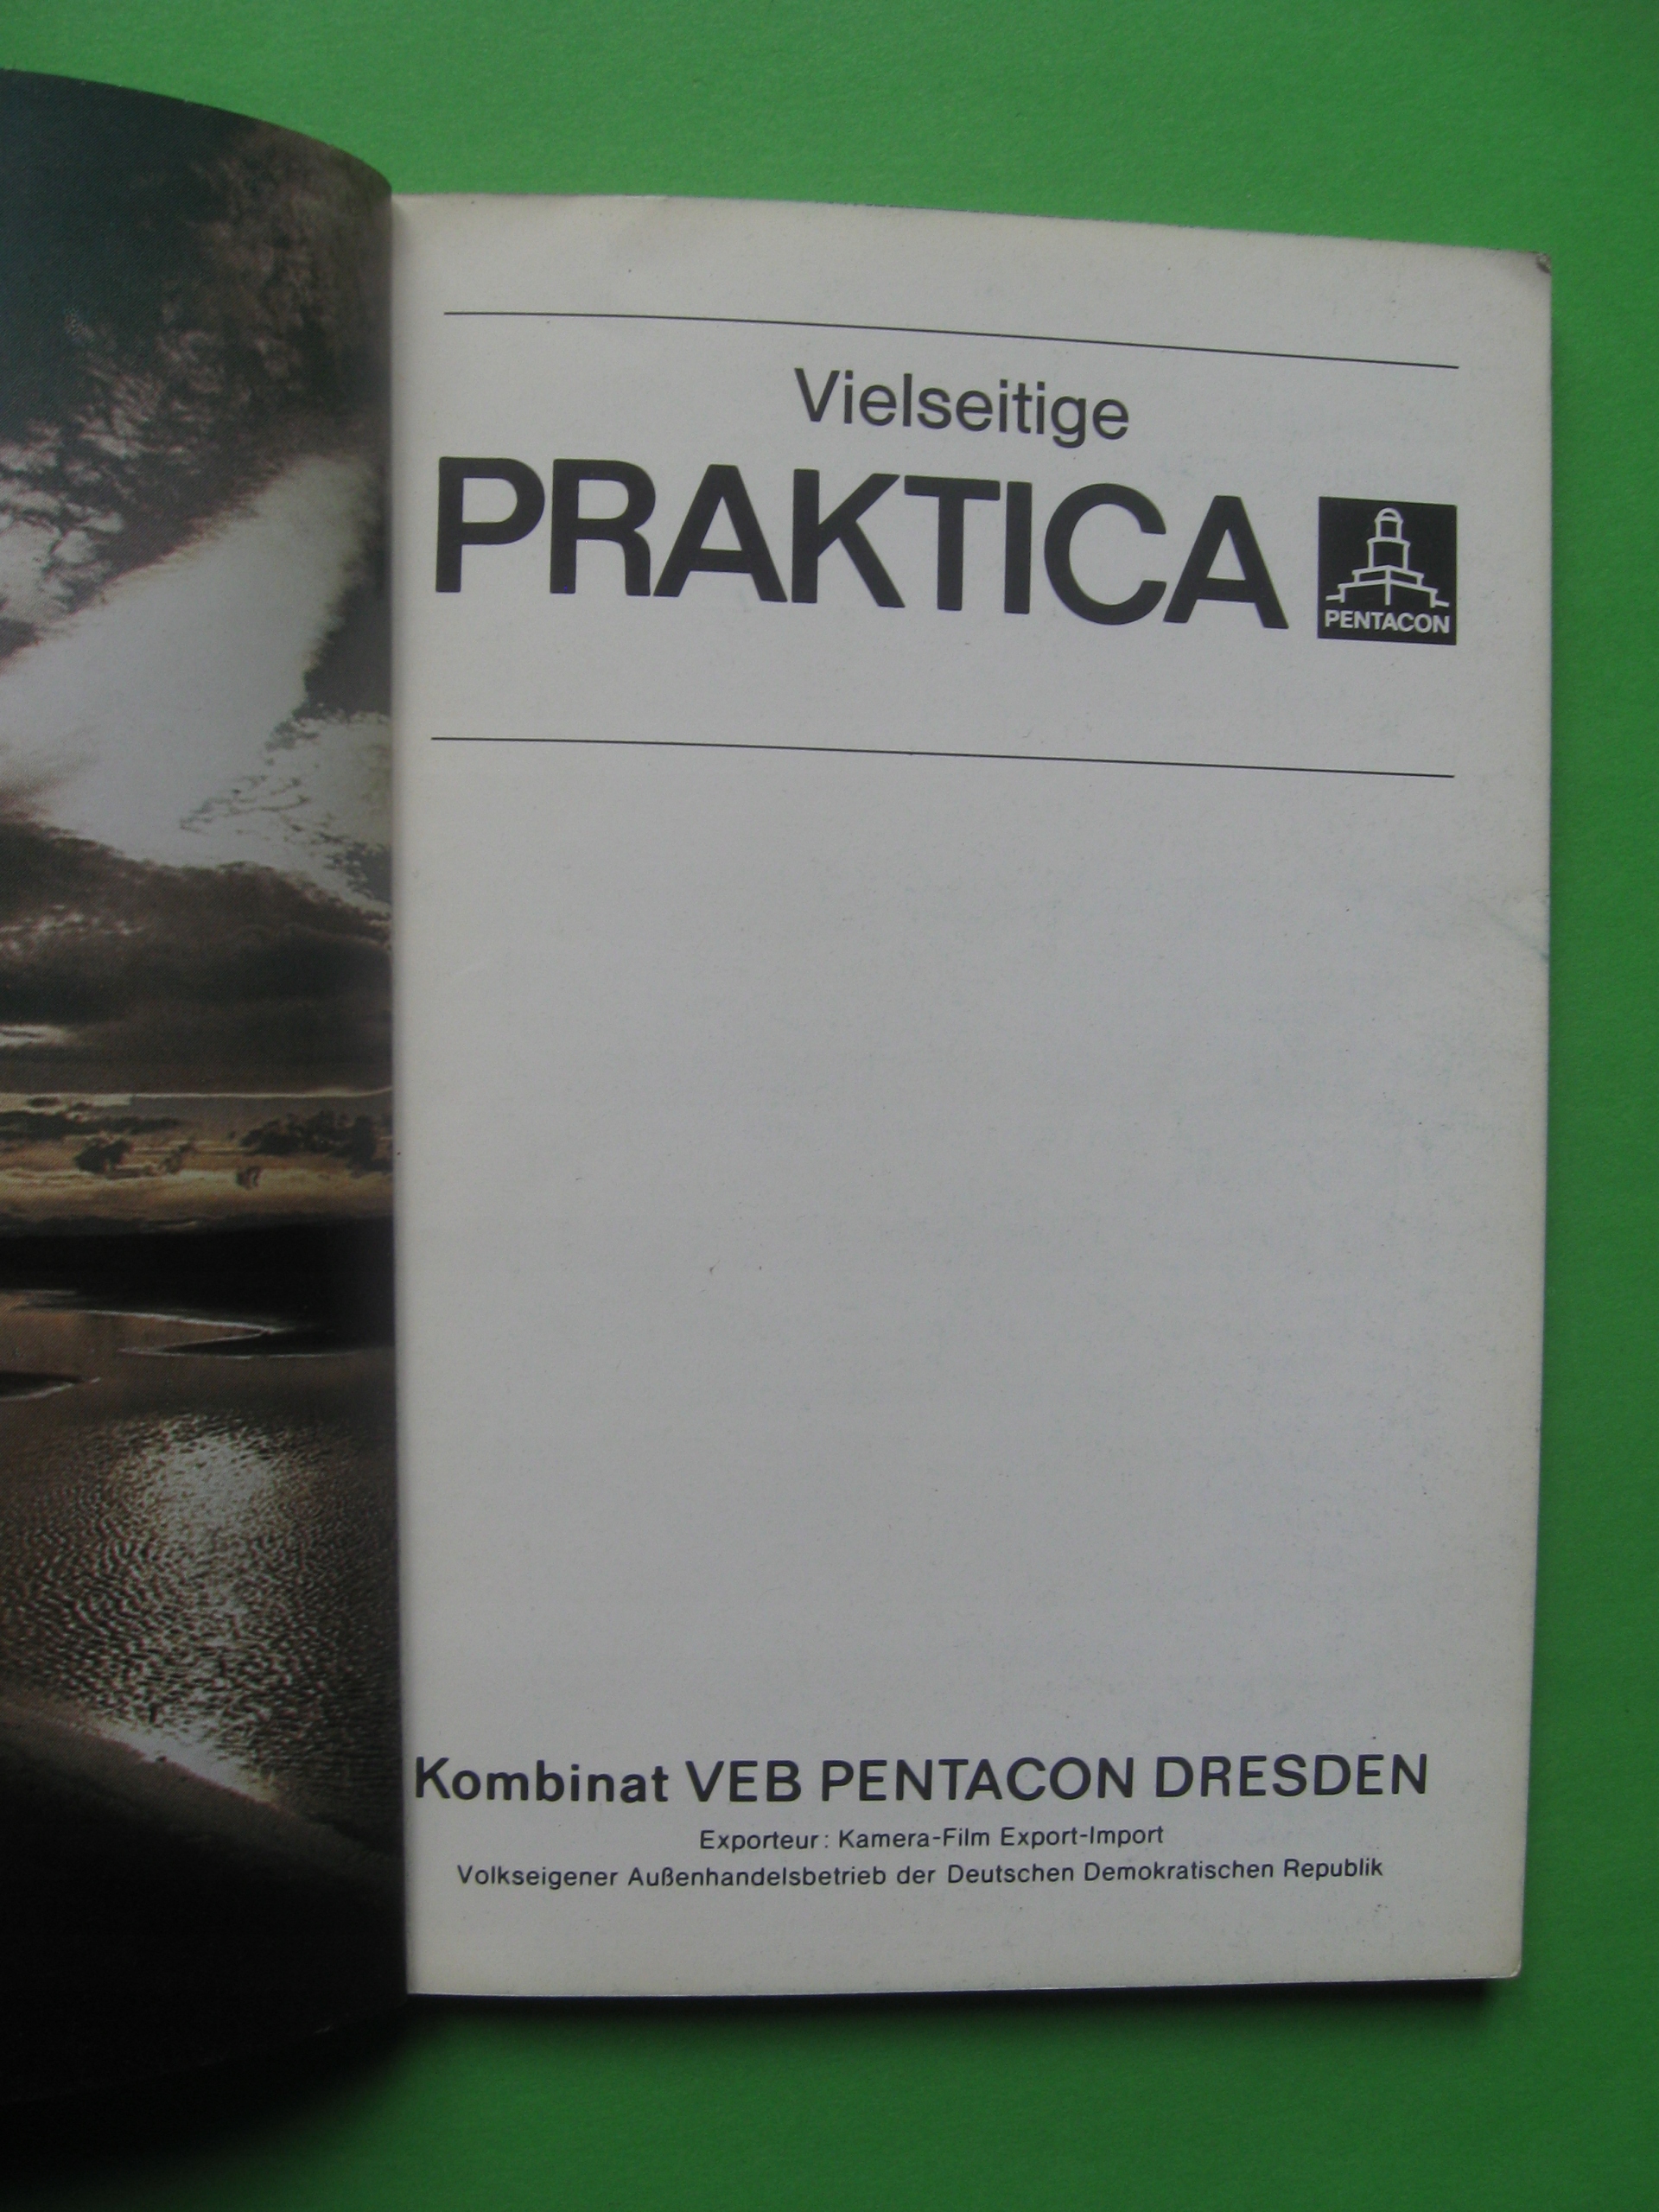 Vielseitige
PRAKTICA
PENTACON
Kombinat VEB PENTACON DRESDEN
Exporteur: Kamera-Film Export-Import
Volkseigener Außenhandelsbetrieb der Deutschen Demokratischen Republik